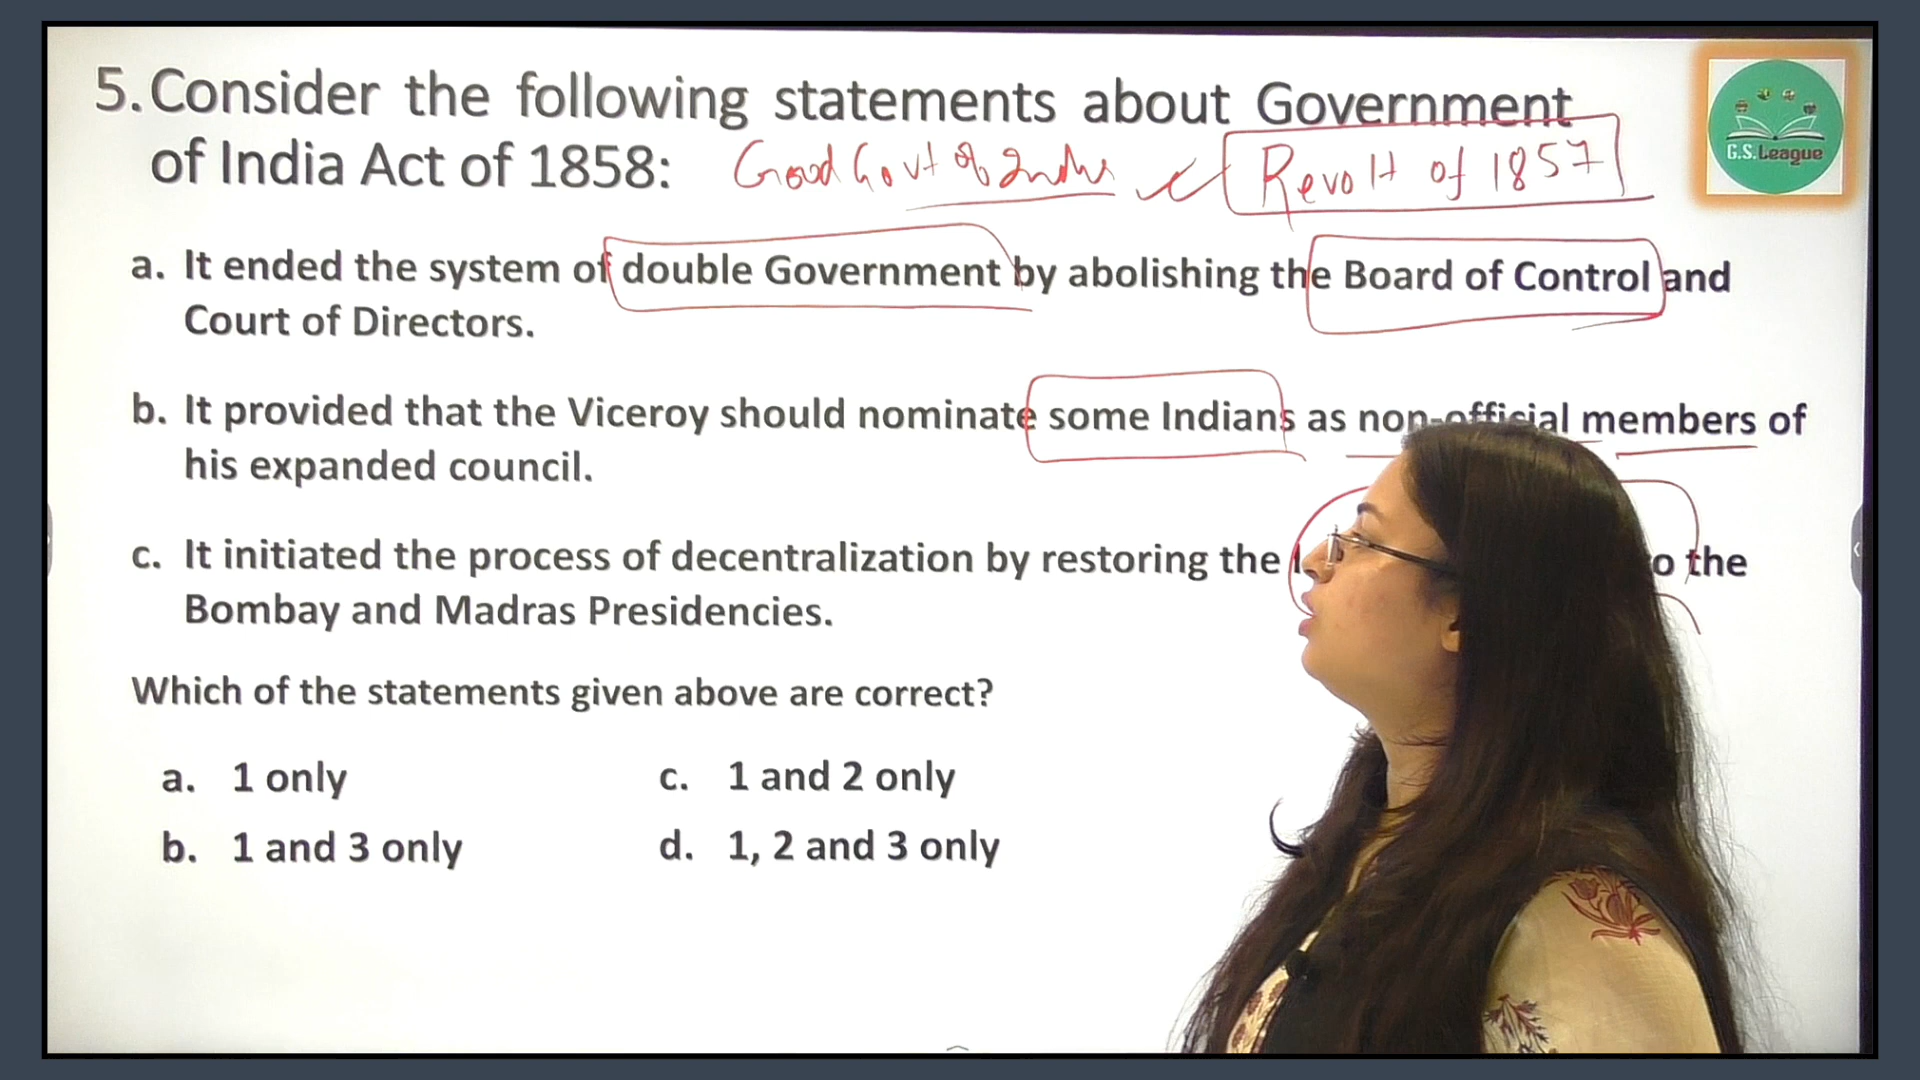 5. Consider the following statements about Government
of India Act of 1858: Good Govt of India Revolt of 1857
G.S.League
a. It ended the system of double Government by abolishing the Board of Control and
Court of Directors.
b. It provided that the Viceroy should nominate some Indians as non-official members of
his expanded council.
c. It initiated the process of decentralization by restoring the the
Bombay and Madras Presidencies.
Which of the statements given above are correct?
a. 1 only c. 1 and 2 only
b. 1 and 3 only d. 1, 2 and 3 only